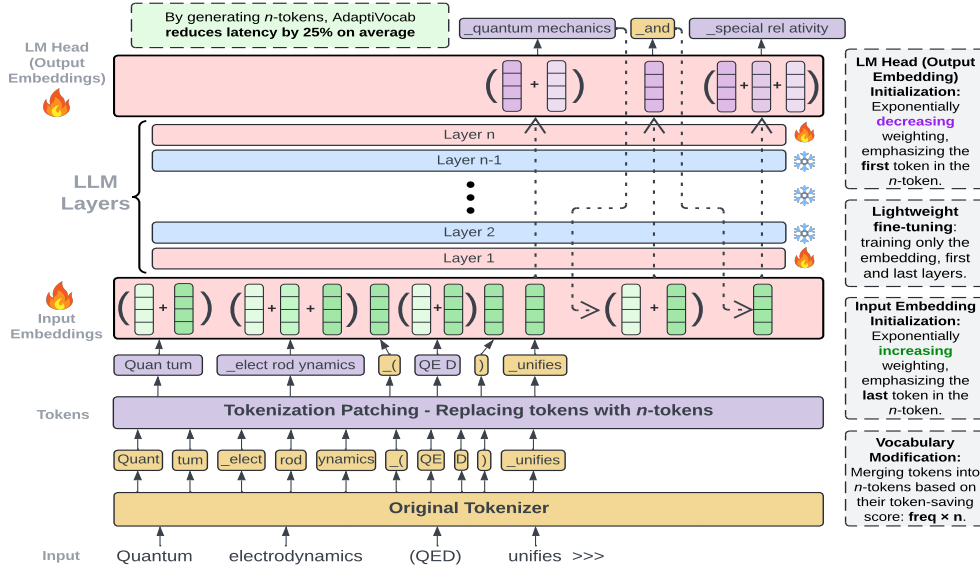 By generating n-tokens, AdaptiVocab
reduces latency by 25% on average
_quantum mechanics
_and
_special rel ativity
LM Head
(Output
Embeddings)
( + )
( + + )
LM Head (Output
Embedding)
Initialization:
Exponentially
decreasing
weighting,
emphasizing the
first token in the
n-token.
LLM
Layers
Layer n
Layer n-1
Layer 2
Layer 1
Lightweight
fine-tuning:
training only the
embedding, first
and last layers.
Input
Embeddings
( + )
( + + )
( + )
( + )
Input Embedding
Initialization:
Exponentially
increasing
weighting,
emphasizing the
last token in the
n-token.
Quan tum
_elect rod ynamics
_(
QE D
)
_unifies
Tokens
Tokenization Patching - Replacing tokens with n-tokens
Quant
tum
_elect
rod
ynamics
_(
QE
D
)
_unifies
Vocabulary
Modification:
Merging tokens into
n-tokens based on
their token-saving
score: freq × n.
Original Tokenizer
Input
Quantum electrodynamics (QED) unifies >>>